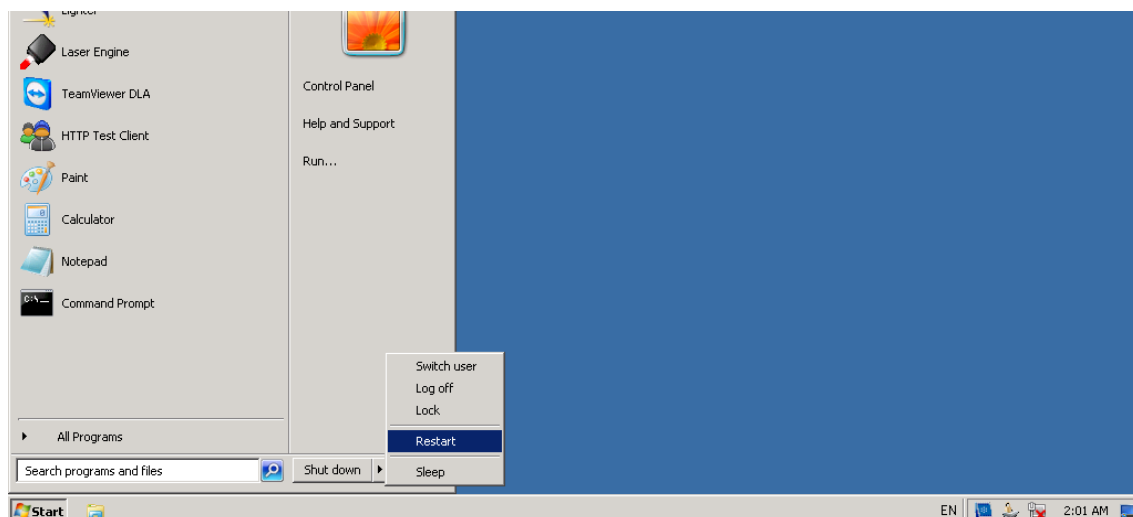 Lighter
Laser Engine
TeamViewer DLA
HTTP Test Client
Paint
Calculator
Notepad
C:\_
Command Prompt
All Programs
Search programs and files
Control Panel
Help and Support
Run...
Shut down
Switch user
Log off
Lock
Restart
Sleep
Start
EN
2:01 AM